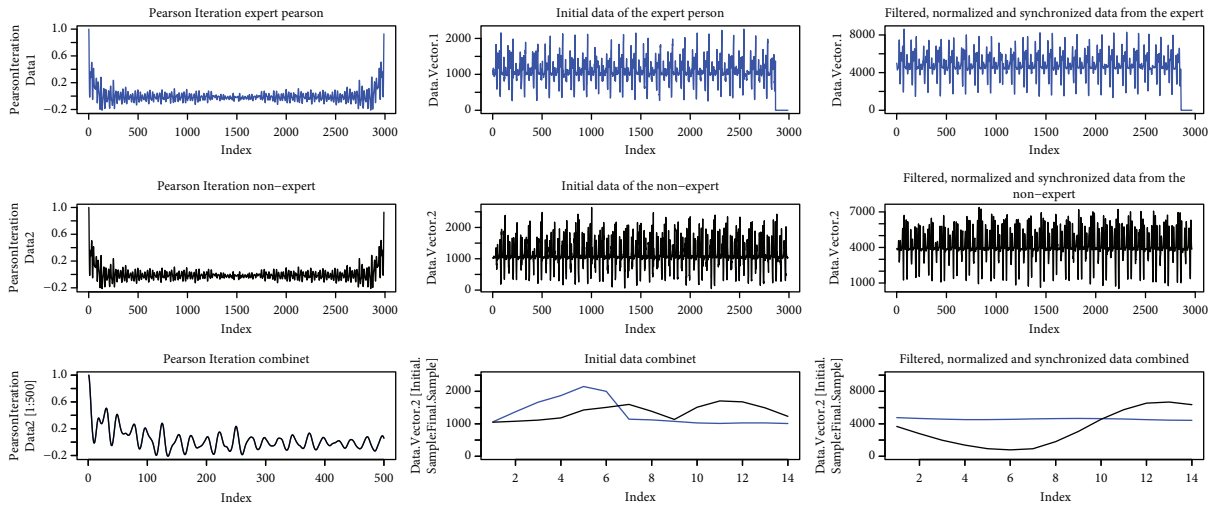 Pearson Iteration expert pearson
PearsonIteration
Data1
1.0
0.6
0.2
−0.2
0 500 1000 1500 2000 2500 3000
Index
Initial data of the expert person
Data.Vector.1
2000
1000
0
0 500 1000 1500 2000 2500 3000
Index
Filtered, normalized and synchronized data from the expert
Data.Vector.1
8000
4000
0
0 500 1000 1500 2000 2500 3000
Index
Pearson Iteration non−expert
PearsonIteration
Data2
1.0
0.6
0.2
−0.2
0 500 1000 1500 2000 2500 3000
Index
Initial data of the non−expert
Data.Vector.2
2000
1000
0
0 500 1000 1500 2000 2500 3000
Index
Filtered, normalized and synchronized data from the
non−expert
Data.Vector.2
7000
4000
1000
0 500 1000 1500 2000 2500 3000
Index
Pearson Iteration combinet
PearsonIteration
Data2 [1:500]
1.0
0.6
0.2
−0.2
0 100 200 300 400 500
Index
Initial data combinet
Data.Vector.2 [Initial.
Sample:Final.Sample]
2000
1000
0
2 4 6 8 10 12 14
Index
Filtered, normalized and synchronized data combined
Data.Vector.2 [Initial.
Sample:Final.Sample]
8000
4000
0
2 4 6 8 10 12 14
Index